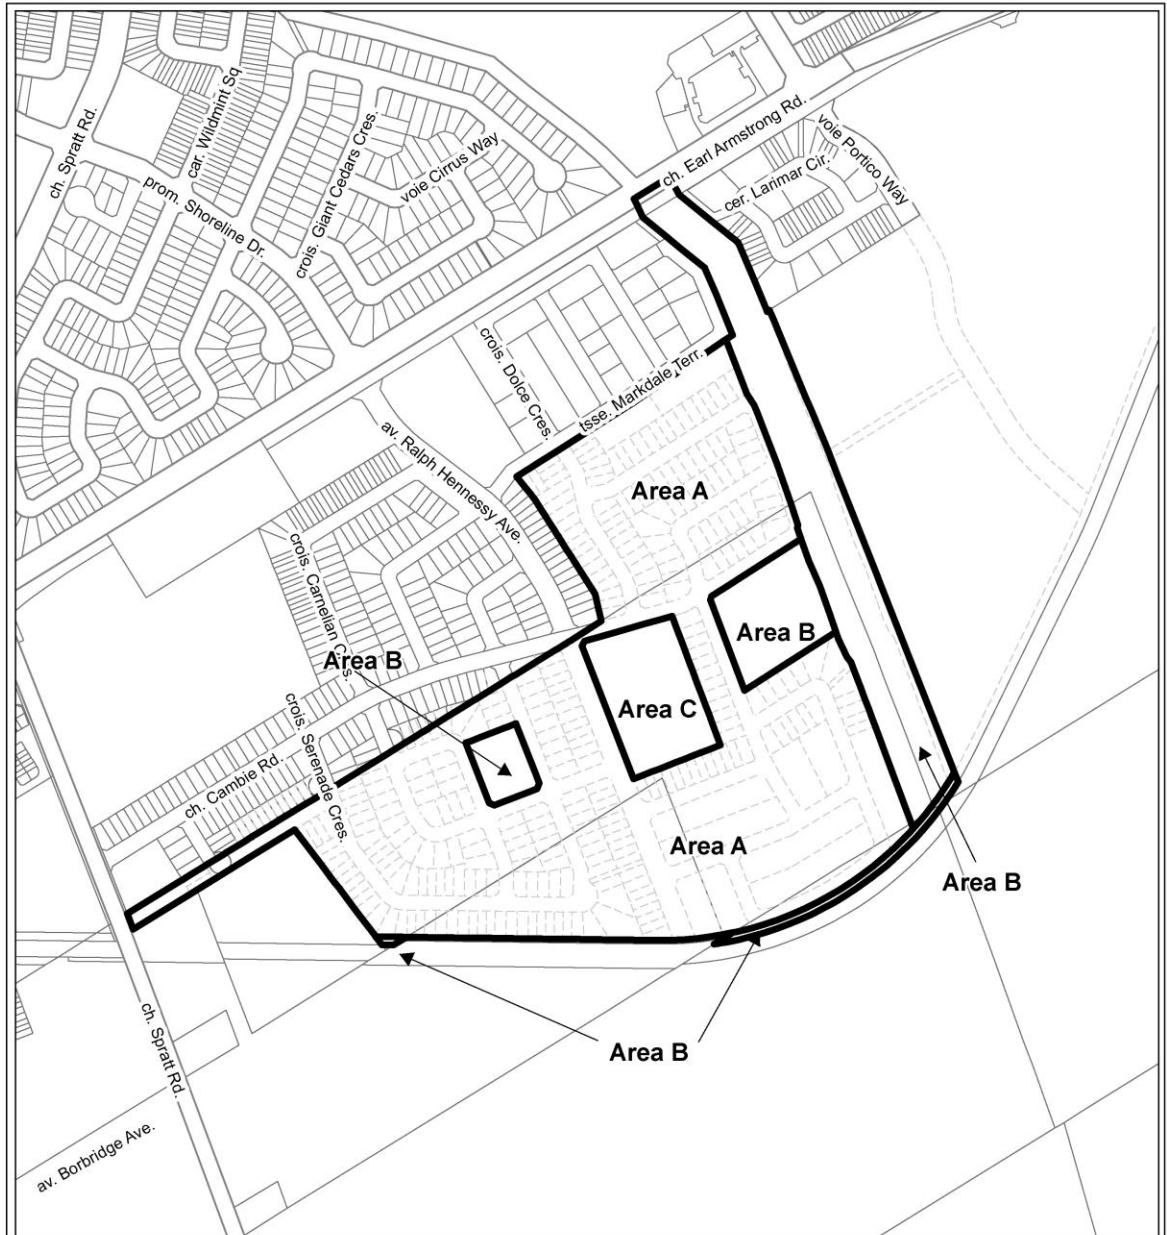 ch. Spratt Rd.
car. Wildmint Sq
prom. Shoreline Dr.
crois. Giant Cedars Cres.
voie Cirrus Way
ch. Earl Armstrong Rd.
voie Portico Way
cer. Larimar Cir.
crois. Dolce Cres.
tsse. Markdale Terr.
av. Ralph Hennessy Ave.
Area A
crois. Carnelian Cres.
Area B
Area B
Area C
crois. Serenade Cres.
ch. Cambie Rd.
Area A
Area B
ch. Spratt Rd.
Area B
av. Borbridge Ave.